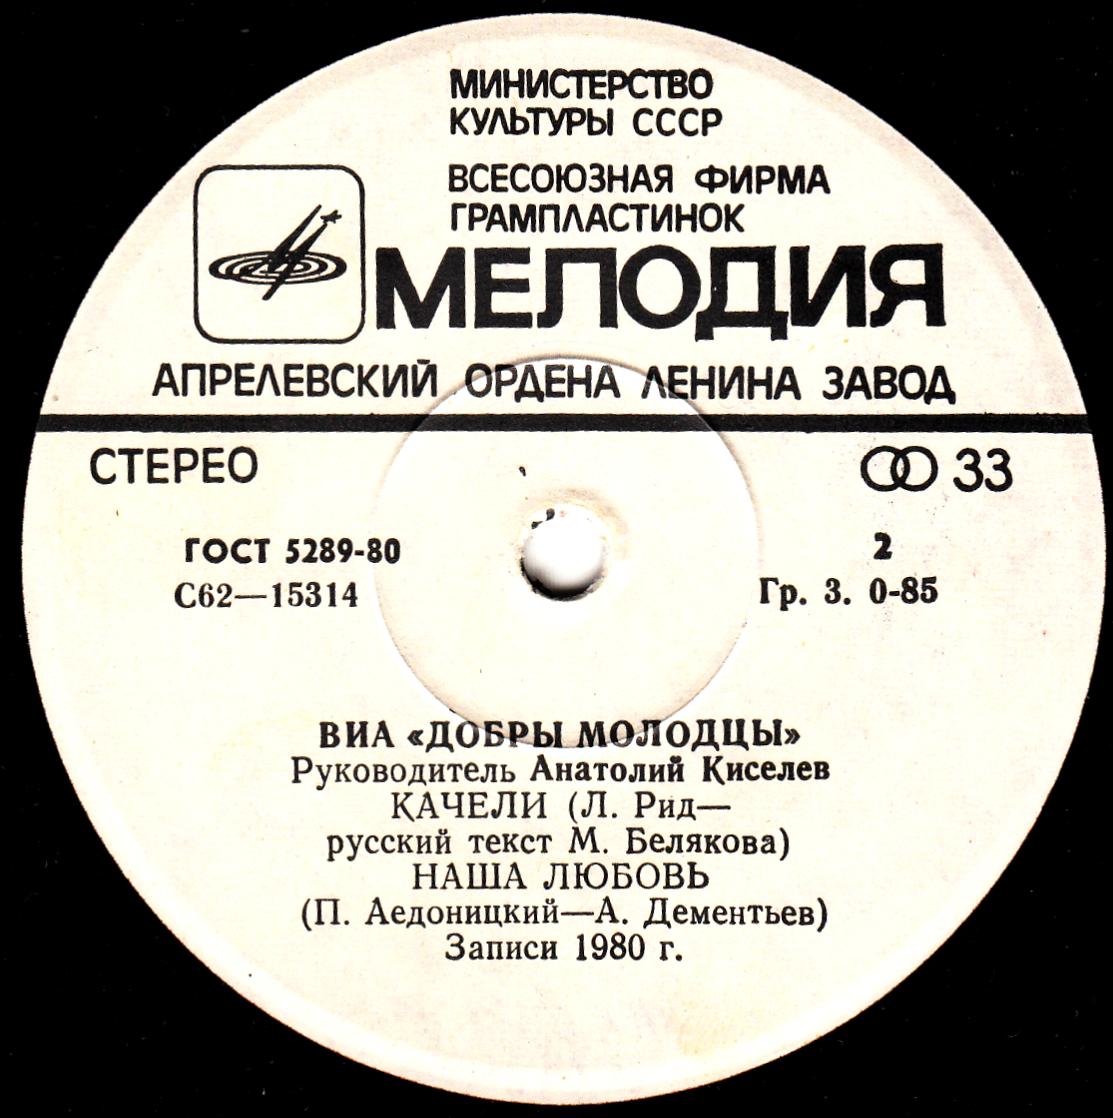 МИНИСТЕРСТВО
КУЛЬТУРЫ СССР
ВСЕСОЮЗНАЯ ФИРМА
ГРАМПЛАСТИНОК
МЕЛОДИЯ
АПРЕЛЕВСКИЙ ОРДЕНА ЛЕНИНА ЗАВОД
СТЕРЕО 33
ГОСТ 5289-80 2
С62—15314 Гр. 3. 0-85
ВИА «ДОБРЫ МОЛОДЦЫ»
Руководитель Анатолий Киселев
КАЧЕЛИ (Л. Рид—
русский текст М. Белякова)
НАША ЛЮБОВЬ
(П. Аедоницкий—А. Дементьев)
Записи 1980 г.